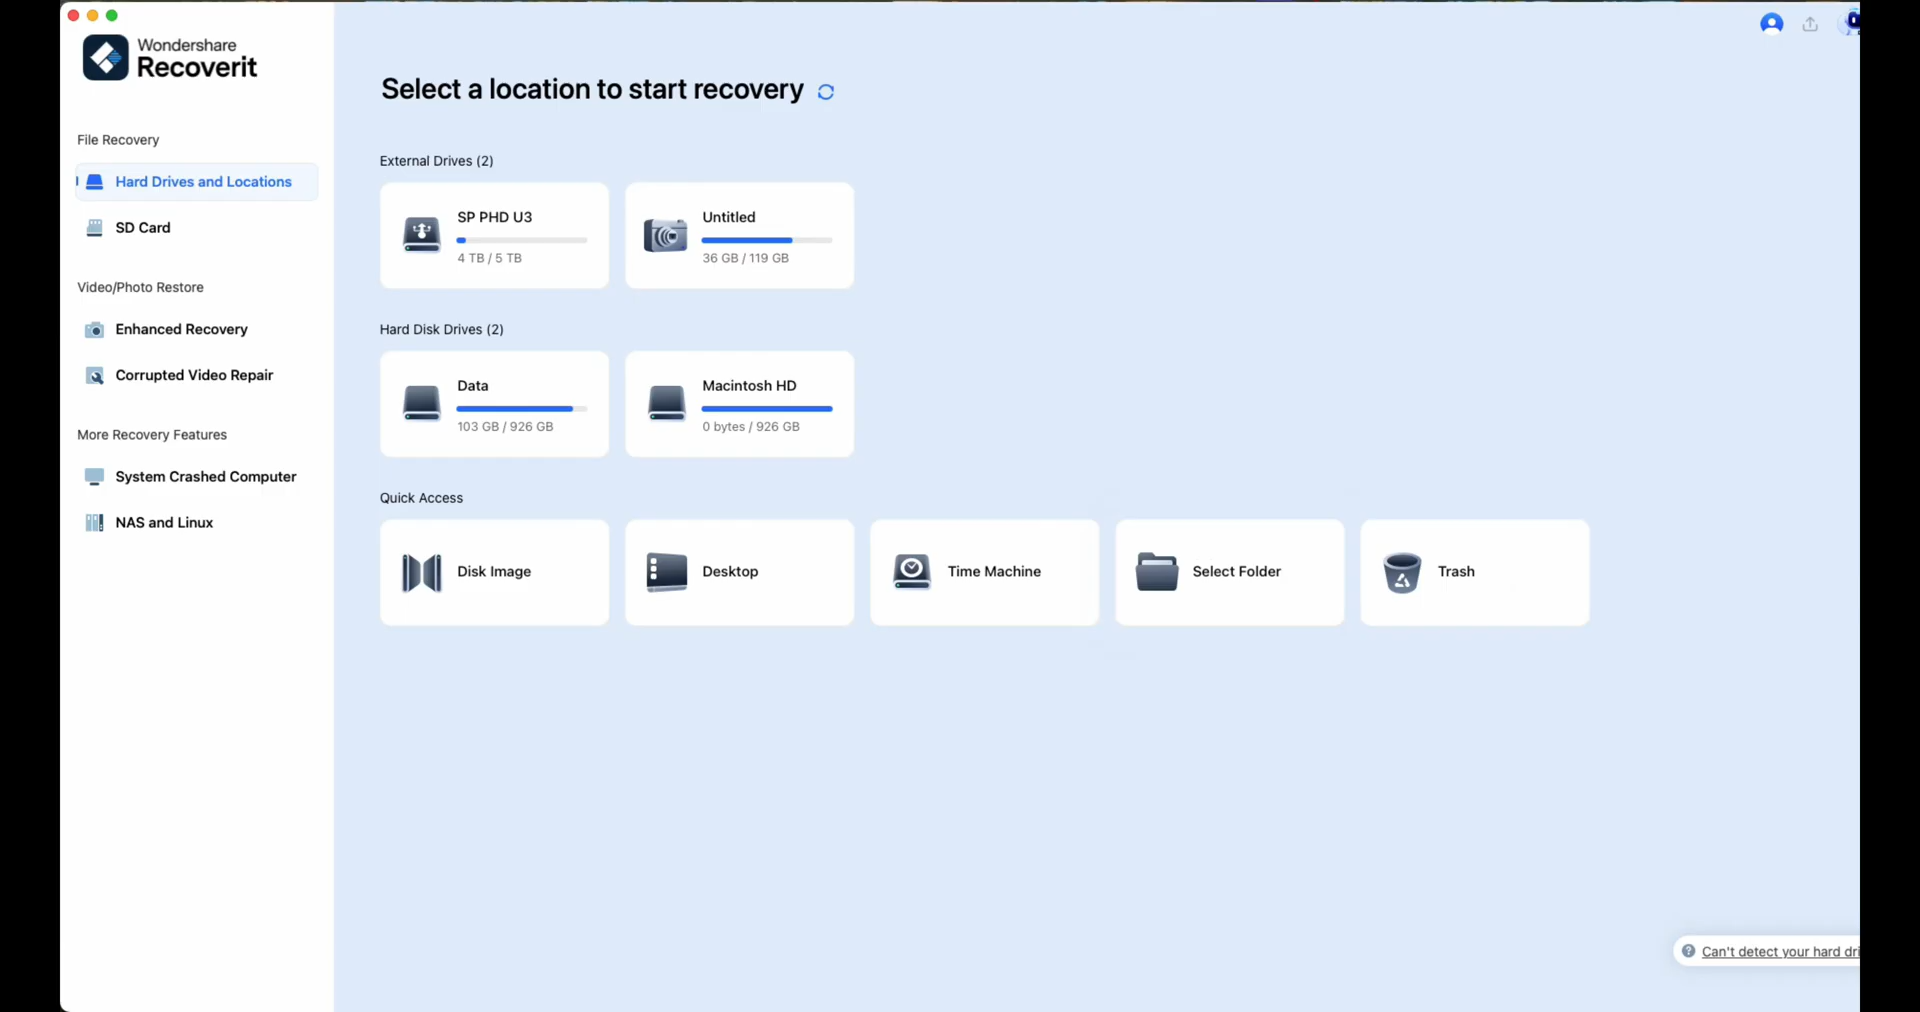 Wondershare
Recoverit
Select a location to start recovery
File Recovery
Hard Drives and Locations
SD Card
Video/Photo Restore
Enhanced Recovery
Corrupted Video Repair
More Recovery Features
System Crashed Computer
NAS and Linux
External Drives (2)
SP PHD U3
4 TB / 5 TB
Untitled
36 GB / 119 GB
Hard Disk Drives (2)
Data
103 GB / 926 GB
Macintosh HD
0 bytes / 926 GB
Quick Access
Disk Image
Desktop
Time Machine
Select Folder
Trash
Can't detect your hard dri